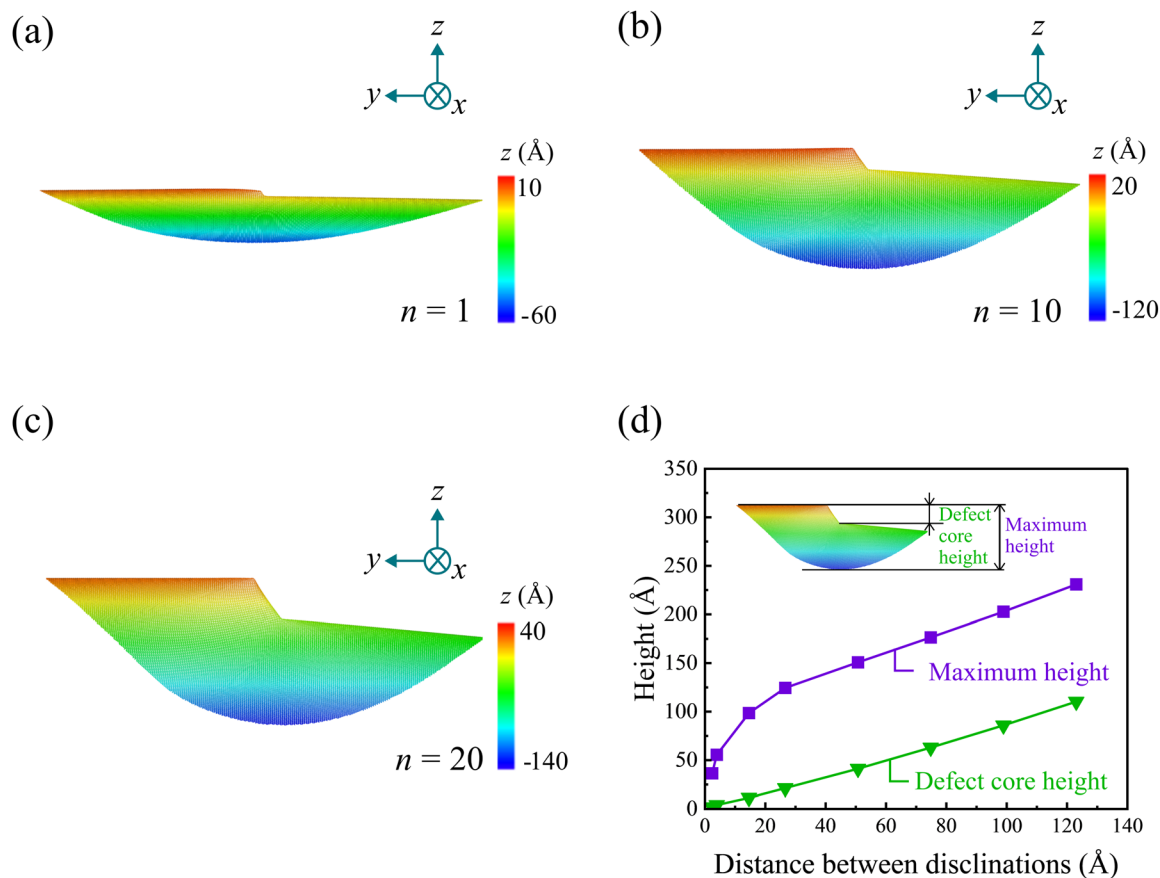 (a)
z
y
x
z (Å)
10
-60
n = 1
(b)
z
y
x
z (Å)
20
-120
n = 10
(c)
z
y
x
z (Å)
40
-140
n = 20
(d)
350
300
250
200
150
100
50
0
Height (Å)
Defect
core
height
Maximum
height
Maximum height
Defect core height
0 20 40 60 80 100 120 140
Distance between disclinations (Å)